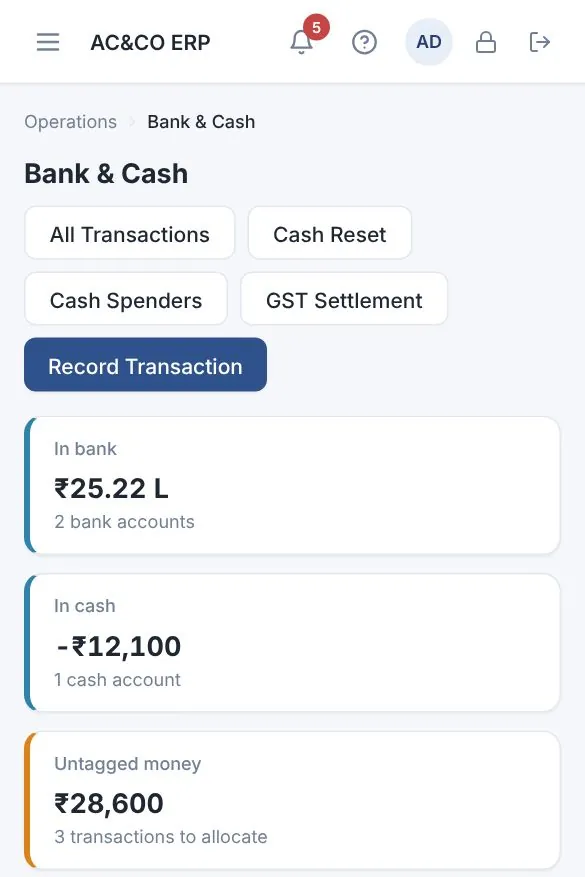 AC&CO ERP
5
AD
Operations > Bank & Cash
Bank & Cash
All Transactions
Cash Reset
Cash Spenders
GST Settlement
Record Transaction
In bank
₹25.22 L
2 bank accounts
In cash
-₹12,100
1 cash account
Untagged money
₹28,600
3 transactions to allocate